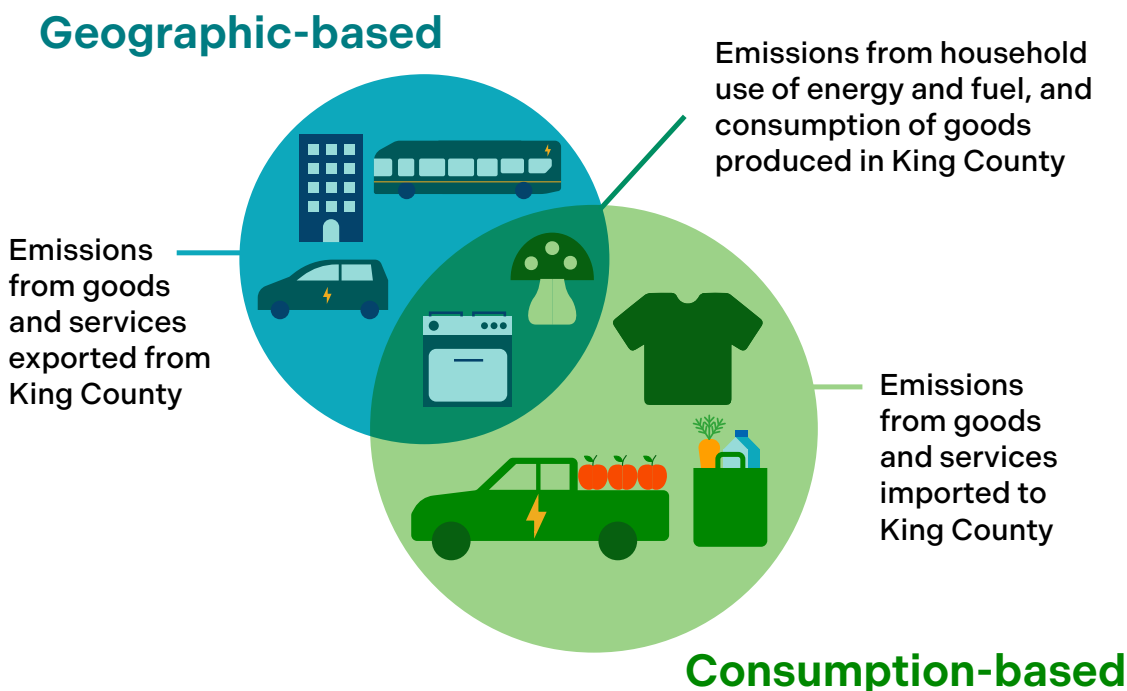 Geographic-based
Emissions from household
use of energy and fuel, and
consumption of goods
produced in King County
Emissions
from goods
and services
exported from
King County
Emissions
from goods
and services
imported to
King County
Consumption-based